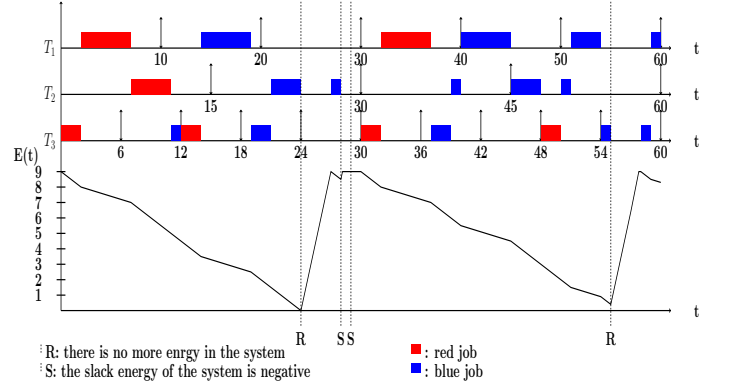 T1 10 20 30 40 50 60 t
T2 15 30 45 60 t
T3 6 12 18 24 30 36 42 48 54 60 t
E(t)
9
8
7
6
5
4
3
2
1
t
R S S R
R: there is no more enrgy in the system
S: the slack energy of the system is negative
: red job
: blue job